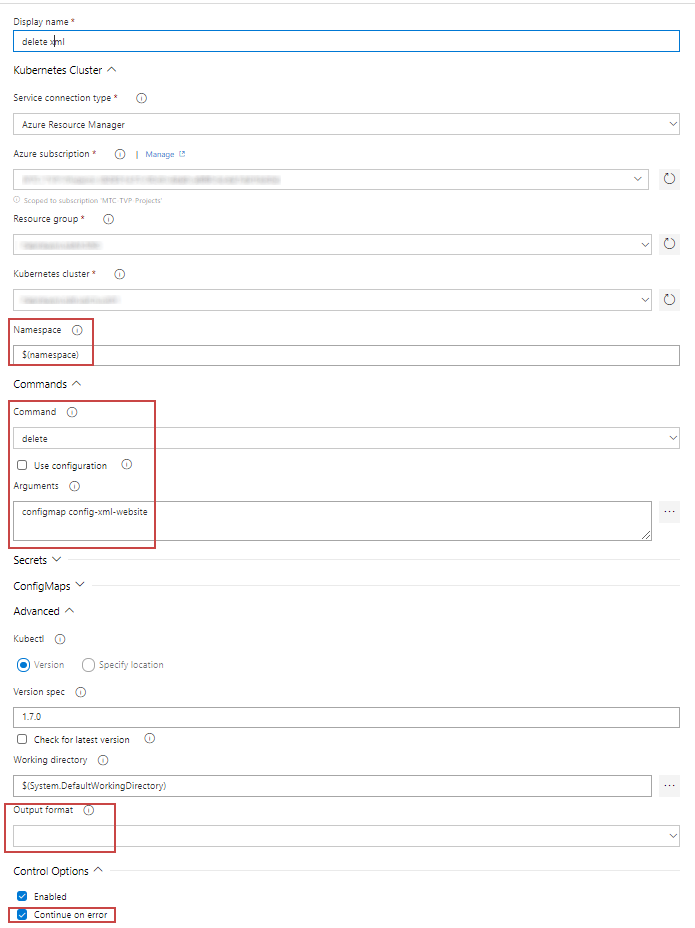 Display name *
delete xml
Kubernetes Cluster
Service connection type *
Azure Resource Manager
Azure subscription * | Manage
Scoped to subscription 'MTC TVP Projects'
Resource group *
Kubernetes cluster *
Namespace
$(namespace)
Commands
Command
delete
Use configuration
Arguments
configmap config-xml-website
...
Secrets
ConfigMaps
Advanced
Kubectl
Version Specify location
Version spec
1.7.0
Check for latest version
Working directory
$(System.DefaultWorkingDirectory) ...
Output format
Control Options
Enabled
Continue on error